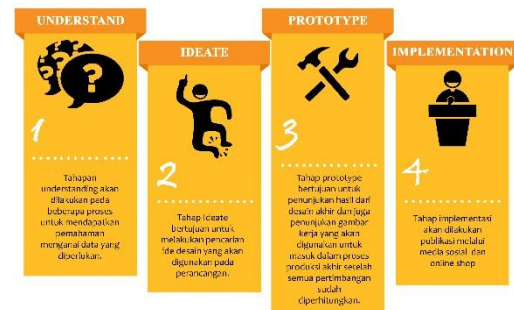 UNDERSTAND
?
?
1
Tahapan
understanding akan
dilakukan pada
beberapa proses
untuk mendapatkan
pemahaman
mengenai data yang
diperlukan.
IDEATE
2
Tahap Ideate
bertujuan untuk
melakukan pencarian
ide desain yang akan
digunakan pada
perancangan.
PROTOTYPE
3
Tahap prototype
bertujuan untuk
penunjukan hasil dari
desain akhir dan juga
penunjukan gambar
kerja yang akan
digunakan untuk
masuk dalam proses
produksi akhir setelah
semua pertimbangan
sudah
diperhitungkan.
IMPLEMENTATION
4
Tahap implementasi
akan dilakukan
publikasi melalui
media sosial dan
online shop